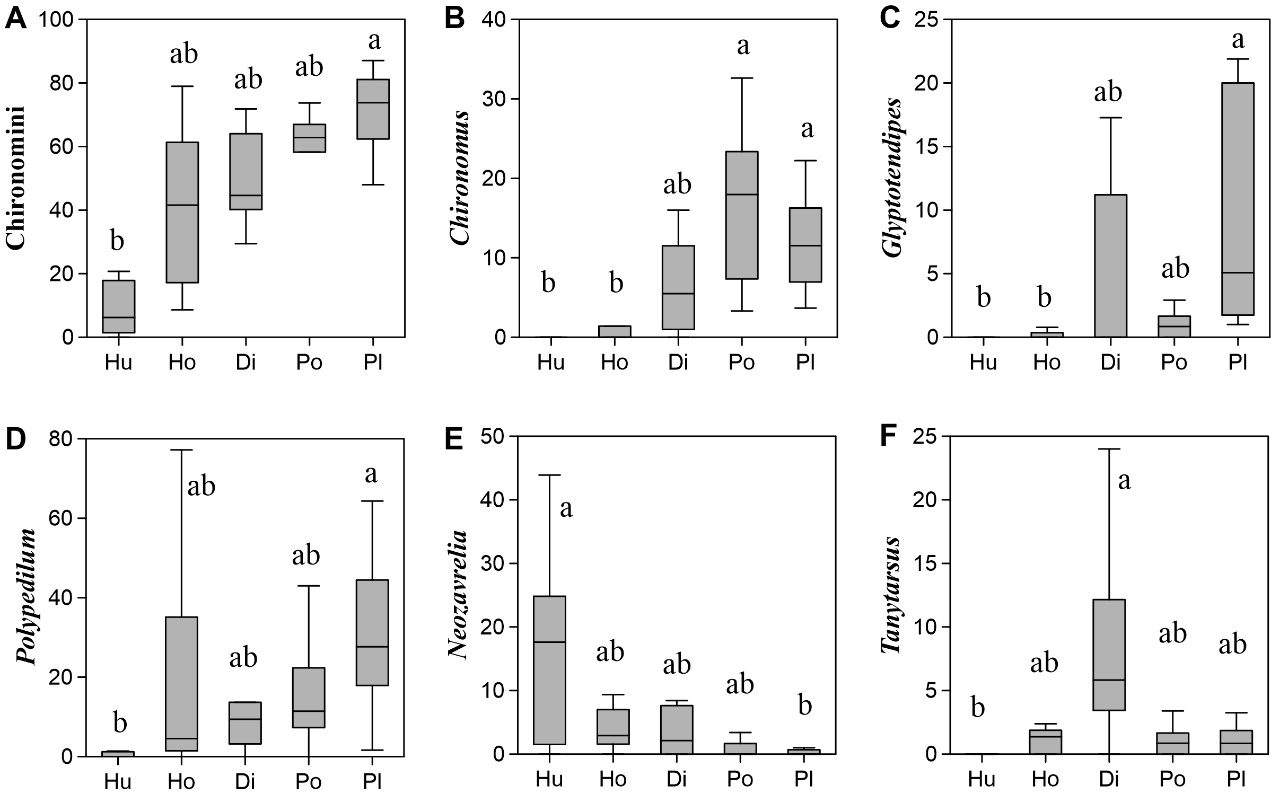 A
Chironomini
100
80
60
40
20
0
b
ab
ab
ab
a
Hu Ho Di Po Pl
B
Chironomus
40
30
20
10
0
b
b
ab
a
a
Hu Ho Di Po Pl
C
Glyptotendipes
25
20
15
10
5
0
b
b
ab
ab
a
Hu Ho Di Po Pl
D
Polypedilum
80
60
40
20
0
b
ab
ab
ab
a
Hu Ho Di Po Pl
E
Neozavrelia
50
40
30
20
10
0
a
ab
ab
ab
b
Hu Ho Di Po Pl
F
Tanytarsus
25
20
15
10
5
0
b
ab
a
ab
ab
Hu Ho Di Po Pl